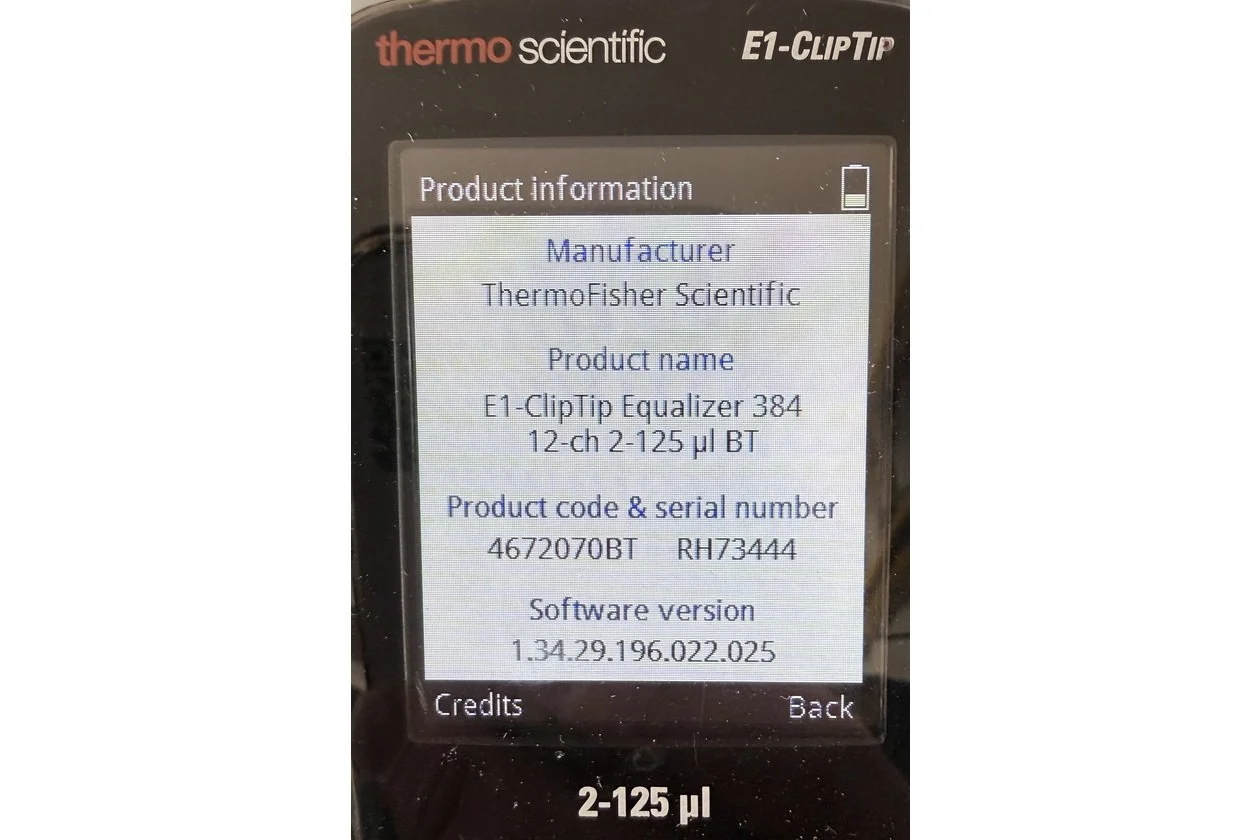 thermo scientific E1-CLIPTIP
Product information
Manufacturer
ThermoFisher Scientific
Product name
E1-ClipTip Equalizer 384
12-ch 2-125 µl BT
Product code & serial number
4672070BT RH73444
Software version
1.34.29.196.022.025
Credits Back
2-125 µl